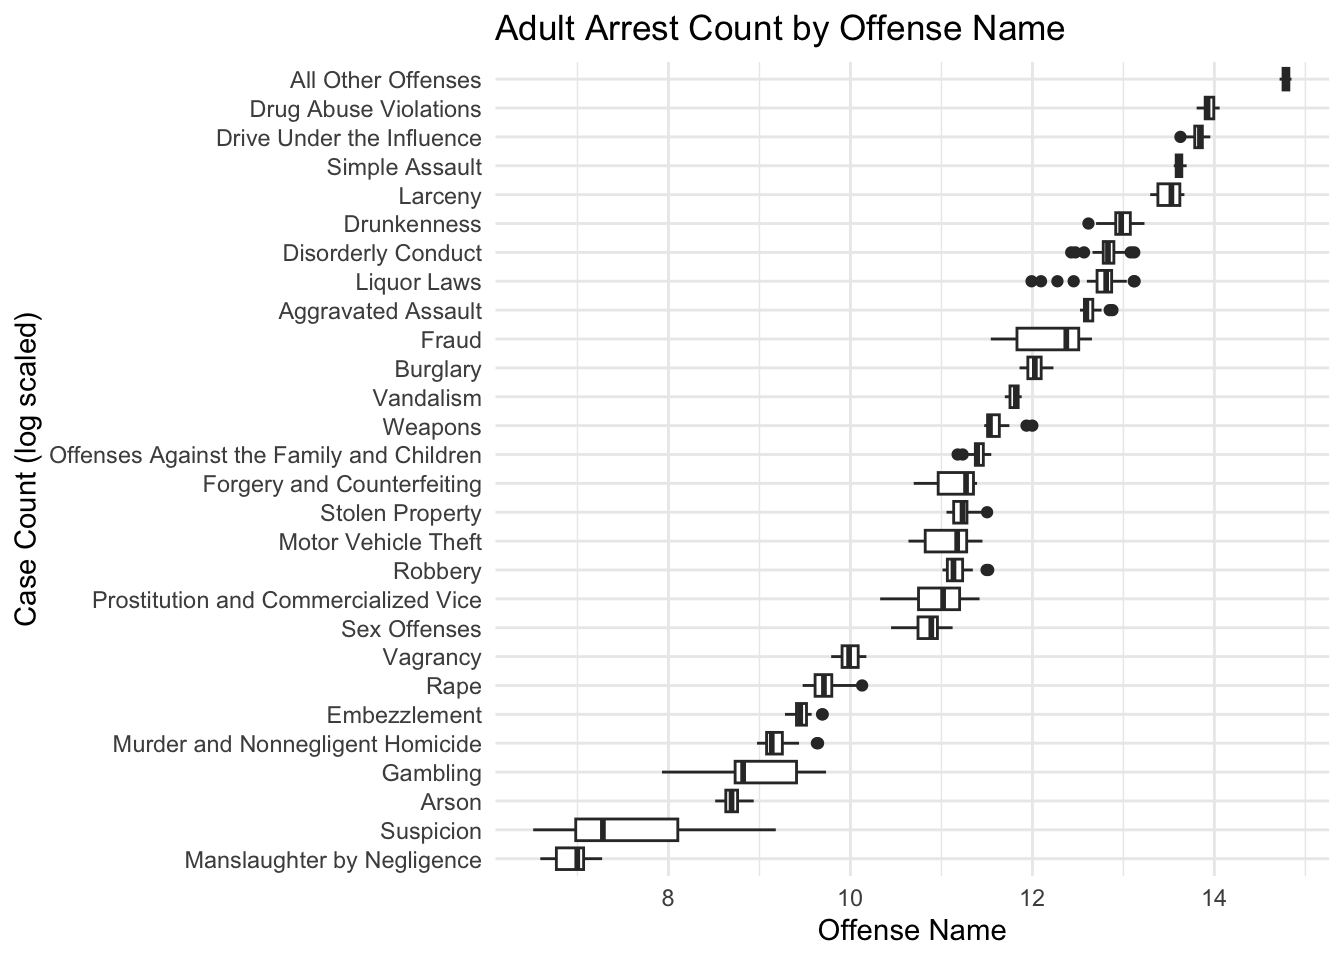 Adult Arrest Count by Offense Name
Case Count (log scaled)
All Other Offenses
Drug Abuse Violations
Drive Under the Influence
Simple Assault
Larceny
Drunkenness
Disorderly Conduct
Liquor Laws
Aggravated Assault
Fraud
Burglary
Vandalism
Weapons
Offenses Against the Family and Children
Forgery and Counterfeiting
Stolen Property
Motor Vehicle Theft
Robbery
Prostitution and Commercialized Vice
Sex Offenses
Vagrancy
Rape
Embezzlement
Murder and Nonnegligent Homicide
Gambling
Arson
Suspicion
Manslaughter by Negligence
8 10 12 14
Offense Name